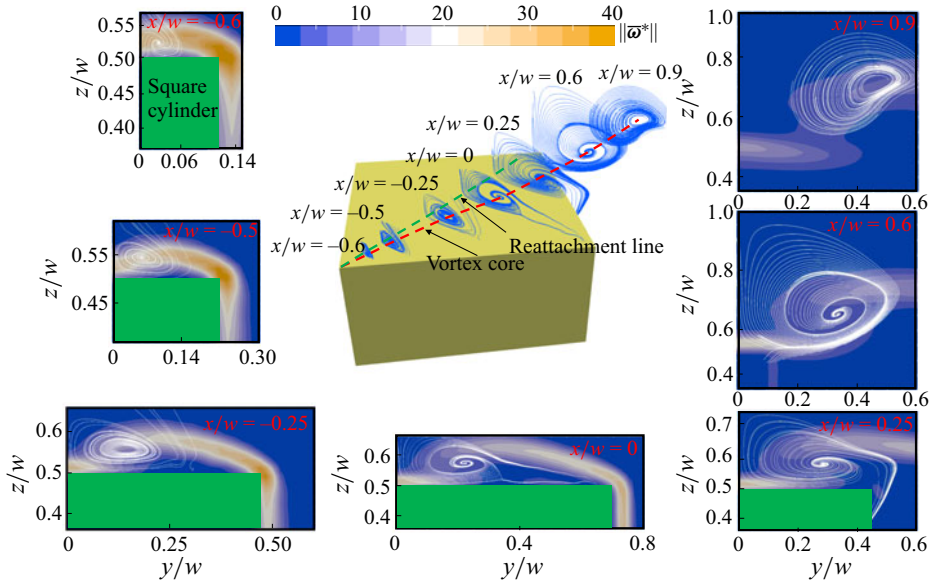 0 10 20 30 40
||ω̅*||
x/w = –0.6
z/w
0.55
0.50
0.45
0.40
Square
cylinder
0
0.06
0.14
x/w = –0.5
z/w
0.55
0.45
0
0.14
0.30
x/w = –0.25
z/w
0.6
0.5
0.4
0
0.25
0.50
y/w
x/w = 0.9
x/w = 0.6
x/w = 0.25
x/w = 0
x/w = –0.25
x/w = –0.5
x/w = –0.6
Reattachment line
Vortex core
x/w = 0
z/w
0.6
0.5
0.4
0
0.4
0.8
y/w
x/w = 0.9
z/w
1.0
0.8
0.6
0.4
0
0.2
0.4
0.6
x/w = 0.6
z/w
1.0
0.8
0.6
0.4
0
0.2
0.4
0.6
x/w = 0.25
z/w
0.7
0.6
0.5
0.4
0
0.2
0.4
0.6
y/w